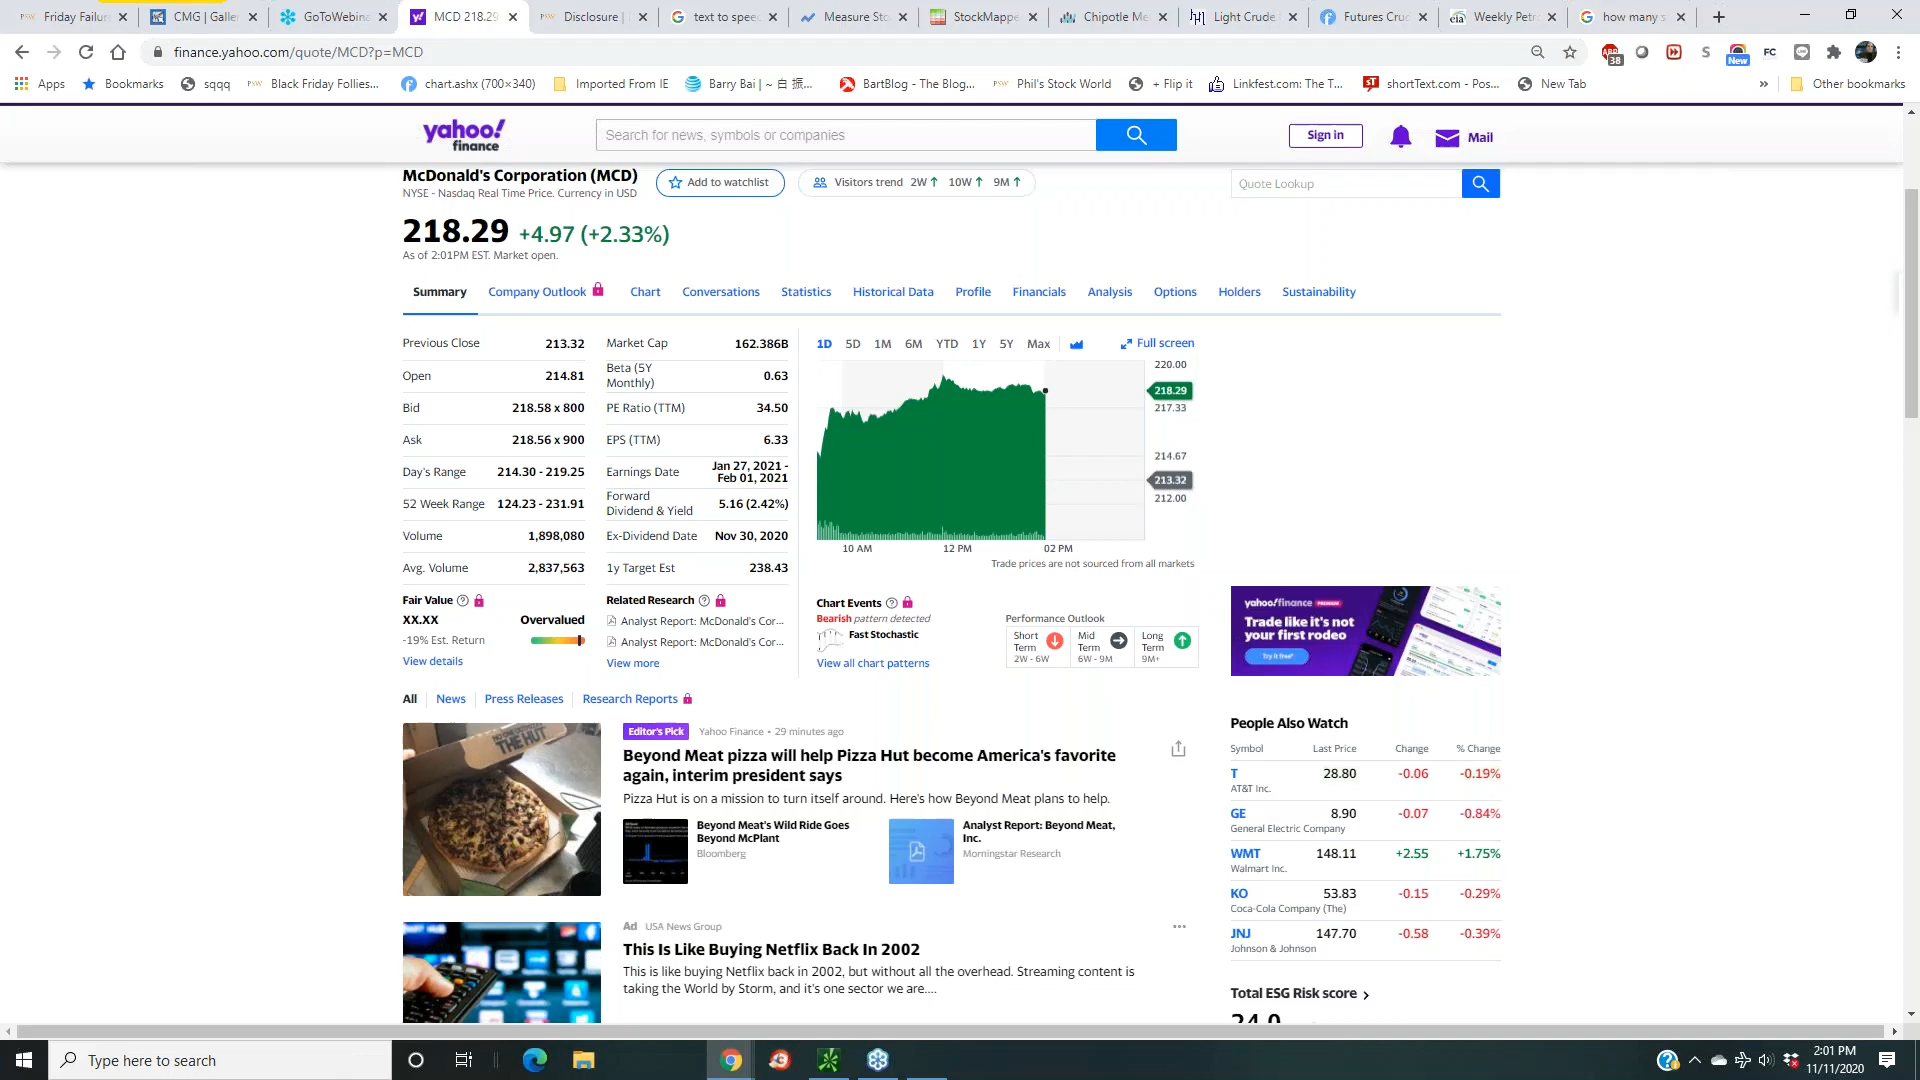 Friday Failur
CMG | Galle
GoToWebina
MCD 218.29
Disclosure |
text to spee
Measure Sto
StockMappe
Chipotle Me
Light Crude
Futures Cru
Weekly Petr
how many s
finance.yahoo.com/quote/MCD?p=MCD
38
New
FC
Apps
Bookmarks
sqqq
Black Friday Follies...
chart.ashx (700×340)
Imported From IE
Barry Bai | ~ 白 振...
BartBlog - The Blog...
Phil's Stock World
+ Flip it
Linkfest.com: The T...
shortText.com - Pos...
New Tab
»
Other bookmarks
yahoo!
finance
Search for news, symbols or companies
Sign in
Mail
McDonald's Corporation (MCD)
NYSE - Nasdaq Real Time Price. Currency in USD
Add to watchlist
Visitors trend 2W↑ 10W↑ 9M↑
Quote Lookup
218.29 +4.97 (+2.33%)
As of 2:01PM EST. Market open.
Summary
Company Outlook
Chart
Conversations
Statistics
Historical Data
Profile
Financials
Analysis
Options
Holders
Sustainability
Previous Close 213.32
Open 214.81
Bid 218.58 x 800
Ask 218.56 x 900
Day's Range 214.30 - 219.25
52 Week Range 124.23 - 231.91
Volume 1,898,080
Avg. Volume 2,837,563
Market Cap 162.386B
Beta (5Y
Monthly) 0.63
PE Ratio (TTM) 34.50
EPS (TTM) 6.33
Earnings Date Jan 27, 2021 -
Feb 01, 2021
Forward
Dividend & Yield 5.16 (2.42%)
Ex-Dividend Date Nov 30, 2020
1y Target Est 238.43
1D 5D 1M 6M YTD 1Y 5Y Max
Full screen
220.00
218.29
217.33
214.67
213.32
212.00
10 AM 12 PM 02 PM
Trade prices are not sourced from all markets
Fair Value
XX.XX Overvalued
-19% Est. Return
View details
Related Research
Analyst Report: McDonald's Cor...
Analyst Report: McDonald's Cor...
View more
Chart Events
Bearish pattern detected
Fast Stochastic
View all chart patterns
Performance Outlook
Short
Term
2W - 6W
Mid
Term
6W - 9M
Long
Term
9M+
yahoo!finance PREMIUM
Trade like it's not
your first rodeo
Try it free*
All
News
Press Releases
Research Reports
THE HUT
Editor's Pick Yahoo Finance • 29 minutes ago
Beyond Meat pizza will help Pizza Hut become America's favorite
again, interim president says
Pizza Hut is on a mission to turn itself around. Here's how Beyond Meat plans to help.
Beyond Meat's Wild Ride Goes
Beyond McPlant
Bloomberg
Analyst Report: Beyond Meat,
Inc.
Morningstar Research
Ad USA News Group
This Is Like Buying Netflix Back In 2002
This is like buying Netflix back in 2002, but without all the overhead. Streaming content is
taking the World by Storm, and it's one sector we are....
People Also Watch
Symbol Last Price Change % Change
T 28.80 -0.06 -0.19%
AT&T Inc.
GE 8.90 -0.07 -0.84%
General Electric Company
WMT 148.11 +2.55 +1.75%
Walmart Inc.
KO 53.83 -0.15 -0.29%
Coca-Cola Company (The)
JNJ 147.70 -0.58 -0.39%
Johnson & Johnson
Total ESG Risk score
24.0
Type here to search
2:01 PM
11/11/2020